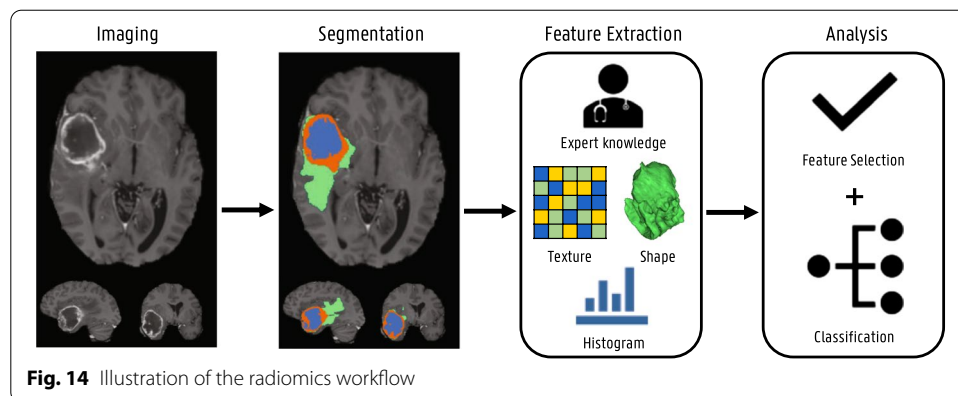 Imaging
Segmentation
Feature Extraction
Analysis
Expert knowledge
Texture
Shape
Histogram
Feature Selection
+
Classification
Fig. 14 Illustration of the radiomics workflow